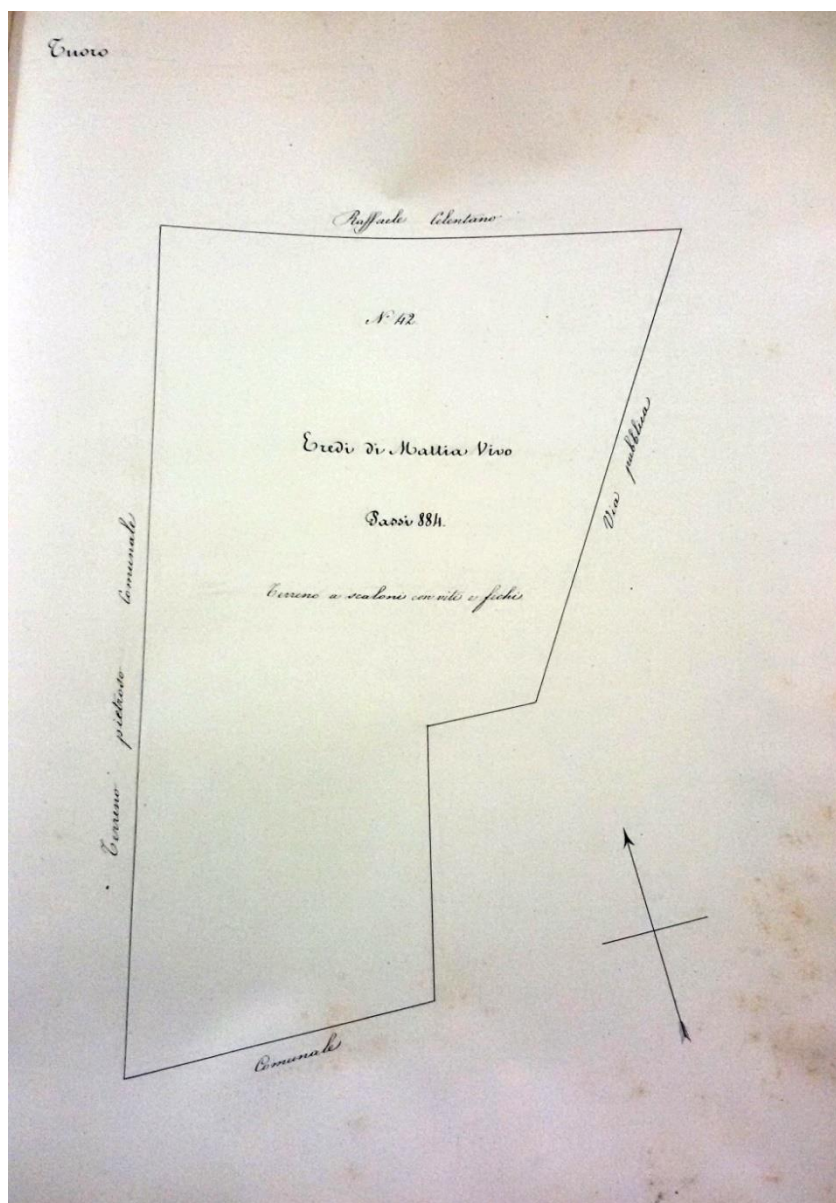 Tuoro
Raffaele Celentano
N. 42.
Eredi di Mattia Vivo
Passi 884.
Terreno a scaloni con viti e fichi
Via pubblica
Terreno pietroso Comunale
Comunale